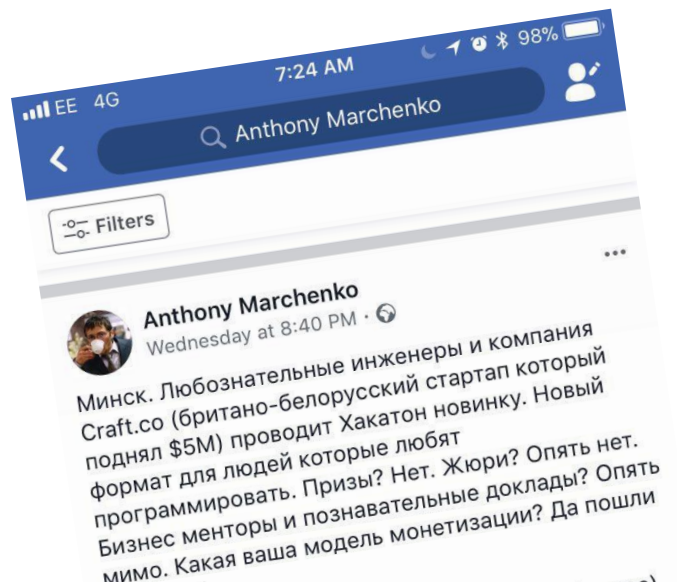 EE 4G 7:24 AM 98%
Anthony Marchenko
Filters
Anthony Marchenko
Wednesday at 8:40 PM ·
Минск. Любознательные инженеры и компания
Craft.co (британо-белорусский стартап который
поднял $5M) проводит Хакатон новинку. Новый
формат для людей которые любят
программировать. Призы? Нет. Жюри? Опять нет.
Бизнес менторы и познавательные доклады? Опять
мимо. Какая ваша модель монетизации? Да пошли